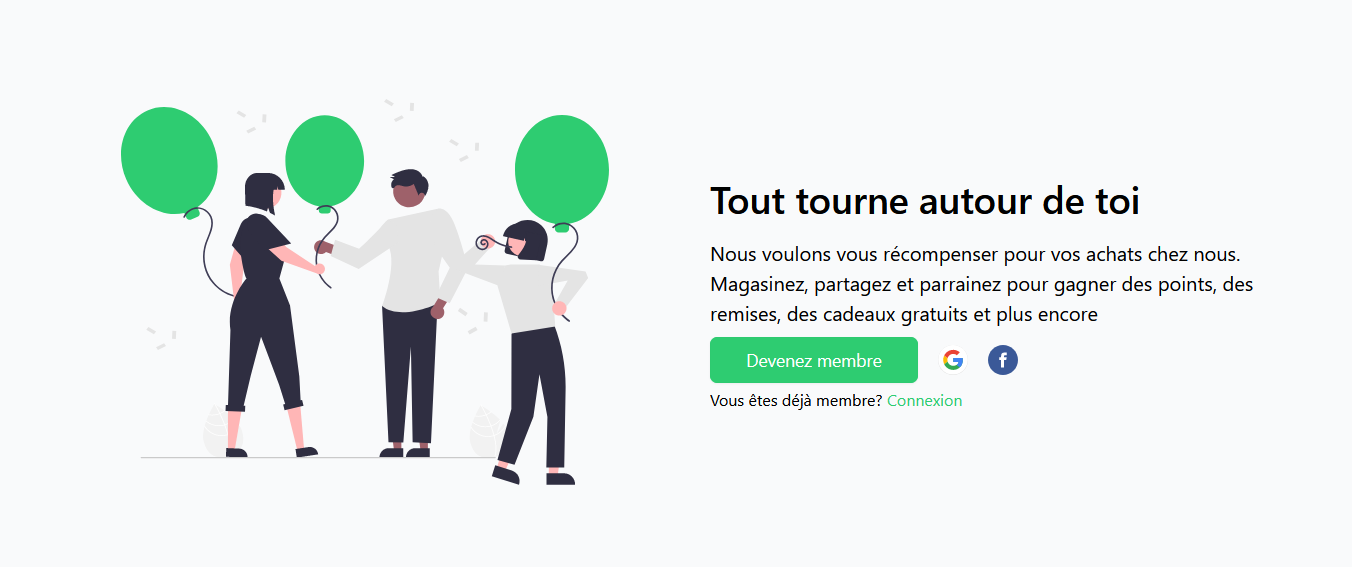 Tout tourne autour de toi
Nous voulons vous récompenser pour vos achats chez nous.
Magasinez, partagez et parrainez pour gagner des points, des
remises, des cadeaux gratuits et plus encore
Devenez membre
Vous êtes déjà membre? Connexion